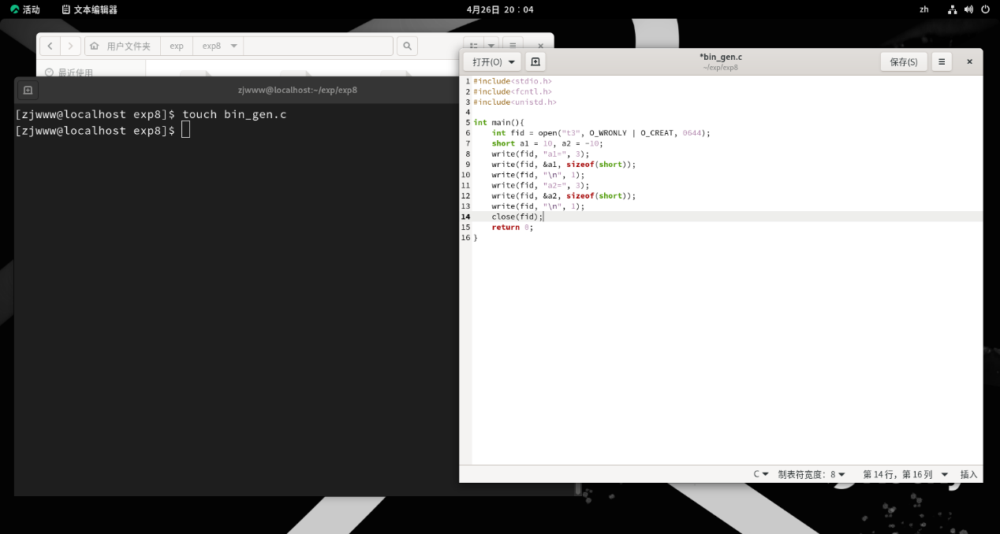 活动 文本编辑器 4月26日 20：04 zh
用户文件夹 exp exp8
最近使用
zjwww@localhost:~/exp/exp8
[zjwww@localhost exp8]$ touch bin_gen.c
[zjwww@localhost exp8]$
打开(O) *bin_gen.c 保存(S)
~/exp/exp8
1 #include<stdio.h>
2 #include<fcntl.h>
3 #include<unistd.h>
4
5 int main(){
6     int fid = open("t3", O_WRONLY | O_CREAT, 0644);
7     short a1 = 10, a2 = -10;
8     write(fid, "a1=", 3);
9     write(fid, &a1, sizeof(short));
10     write(fid, "\n", 1);
11     write(fid, "a2=", 3);
12     write(fid, &a2, sizeof(short));
13     write(fid, "\n", 1);
14     close(fid);
15     return 0;
16 }
C 制表符宽度：8 第 14 行，第 16 列 插入